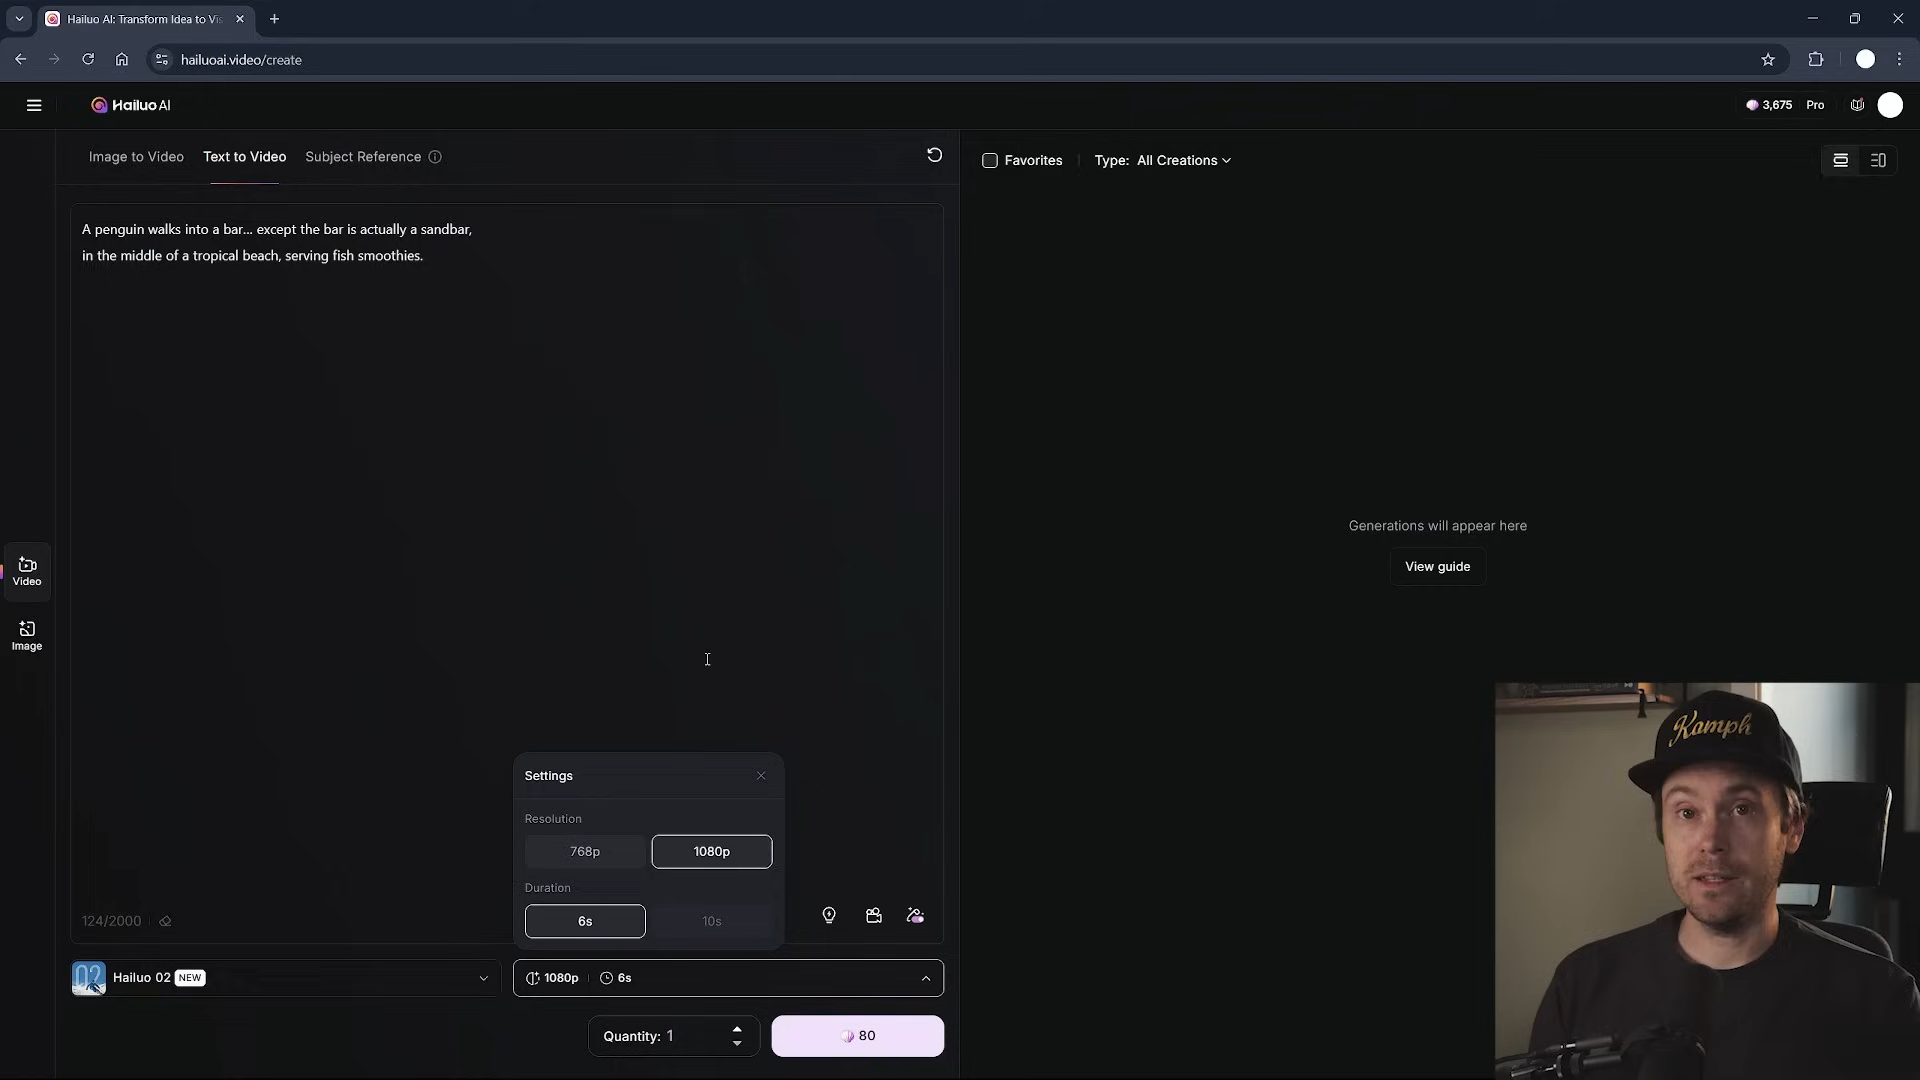 Hailuo AI: Transform Idea to Vis
hailuoai.video/create
Hailuo AI
3,675 Pro
Image to Video Text to Video Subject Reference
Favorites Type: All Creations
A penguin walks into a bar... except the bar is actually a sandbar,
in the middle of a tropical beach, serving fish smoothies.
Generations will appear here
View guide
Video
Image
Settings
Resolution
768p 1080p
Duration
6s 10s
124/2000
02 Hailuo 02 NEW
1080p 6s
Quantity: 1 80
Kamph